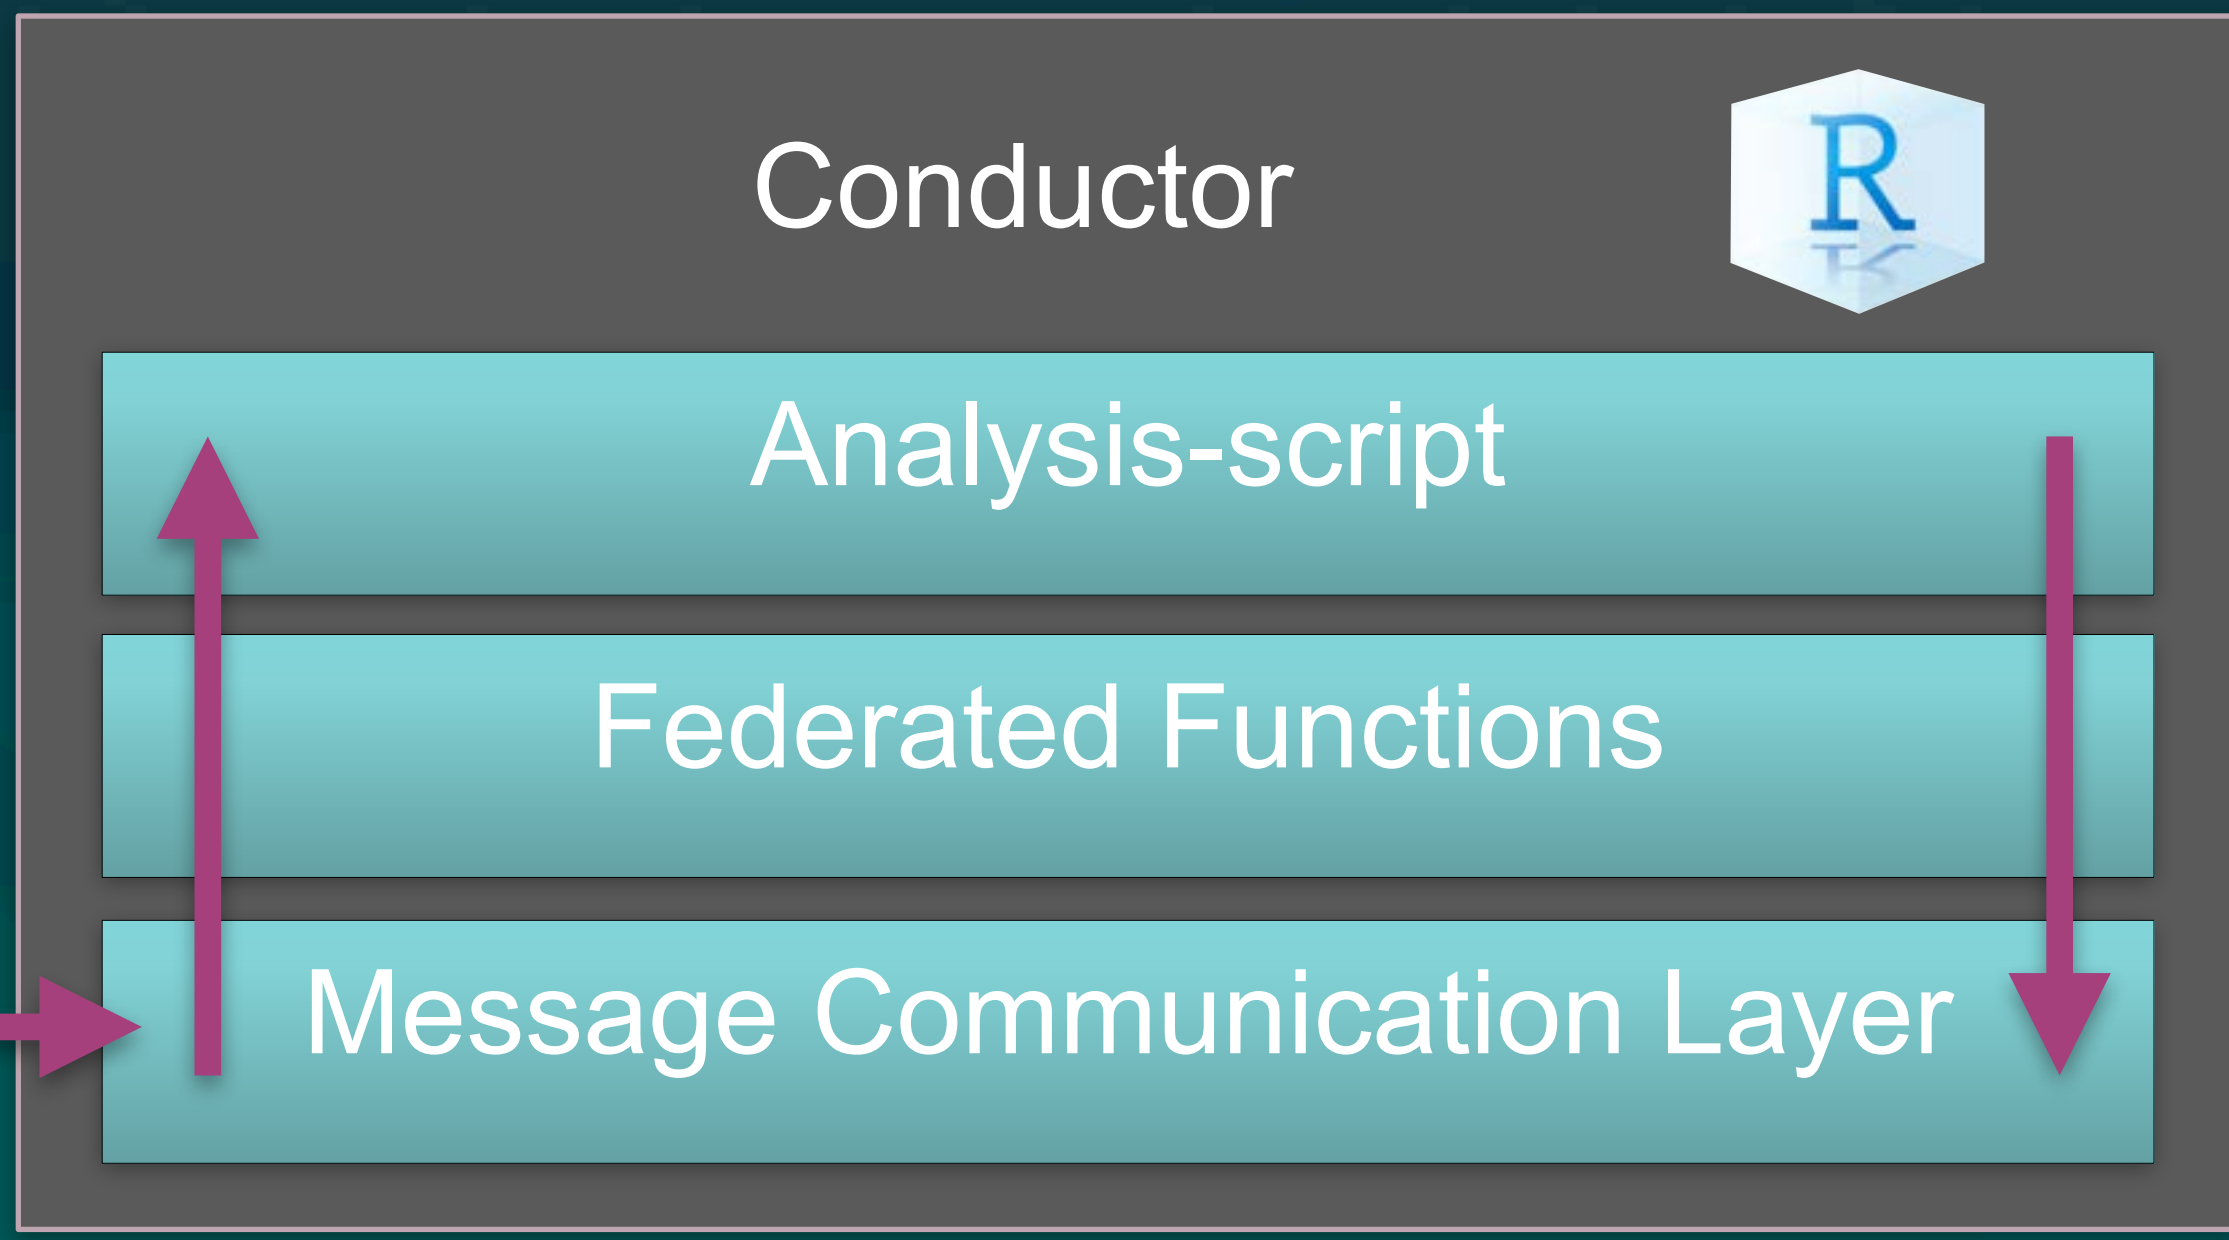 Conductor
R
Analysis-script
Federated Functions
Message Communication Layer